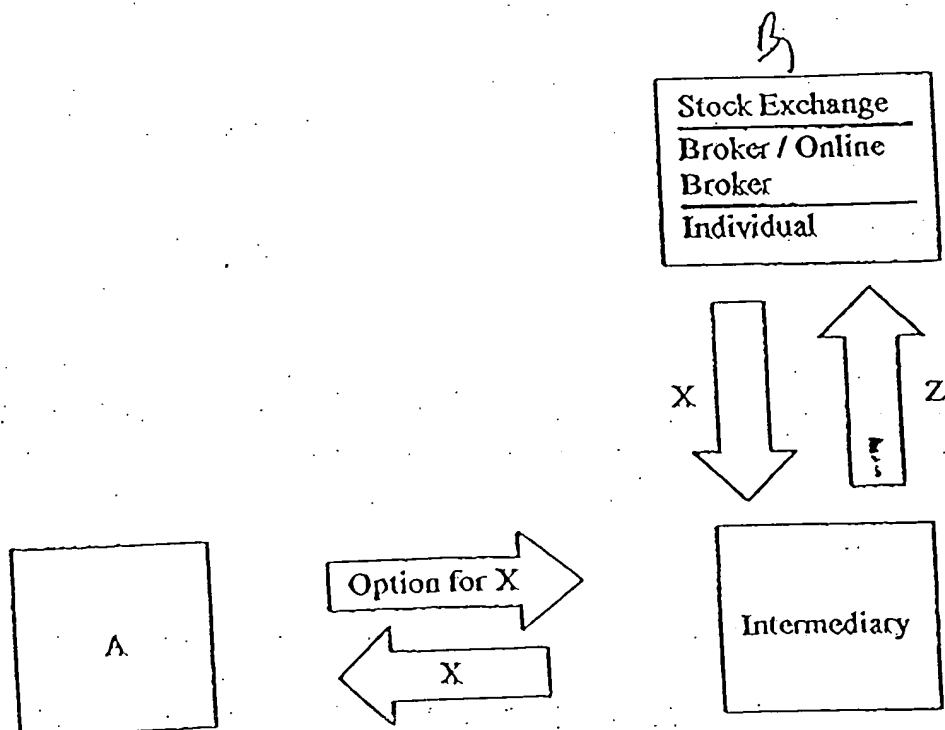 Stock Exchange
Broker / Online
Broker
Individual
X
Z
A
Option for X
X
Intermediary